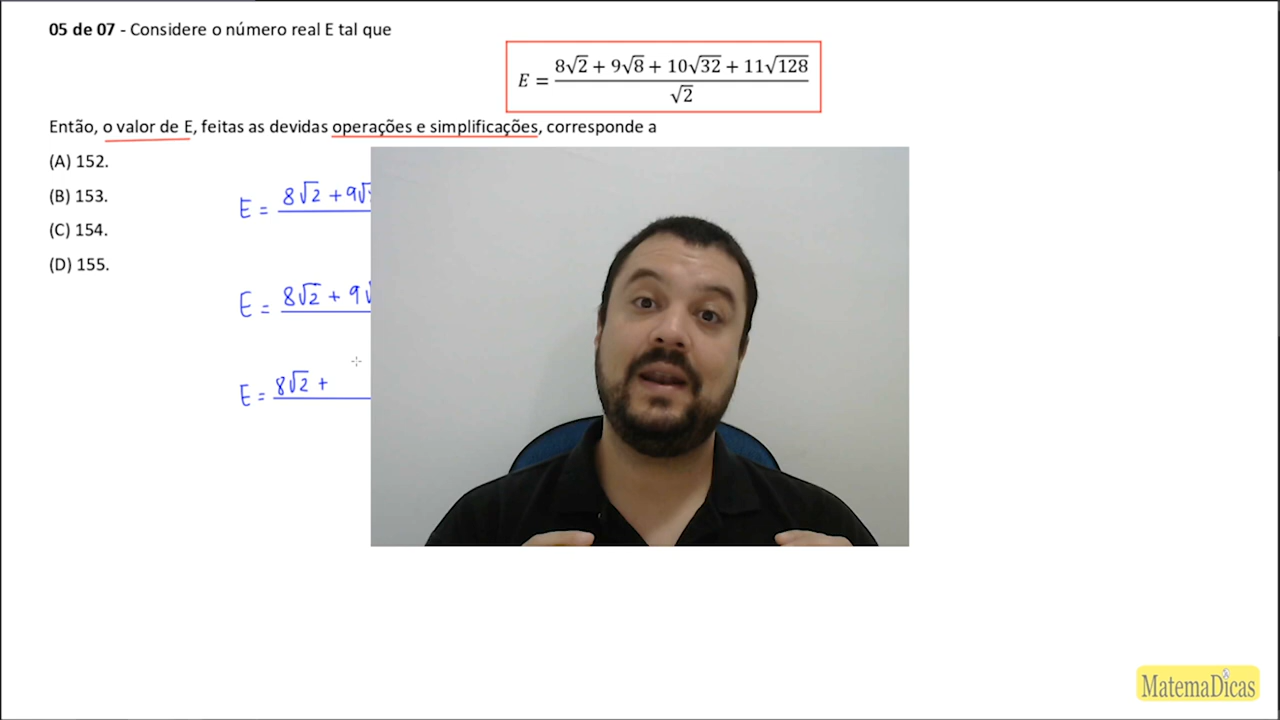 05 de 07 - Considere o número real E tal que
E = (8√2 + 9√8 + 10√32 + 11√128) / √2
Então, o valor de E, feitas as devidas operações e simplificações, corresponde a
(A) 152.
(B) 153.
(C) 154.
(D) 155.
E = 8√2 + 9√
E = 8√2 + 9√
E = 8√2 +
MatemaDicas